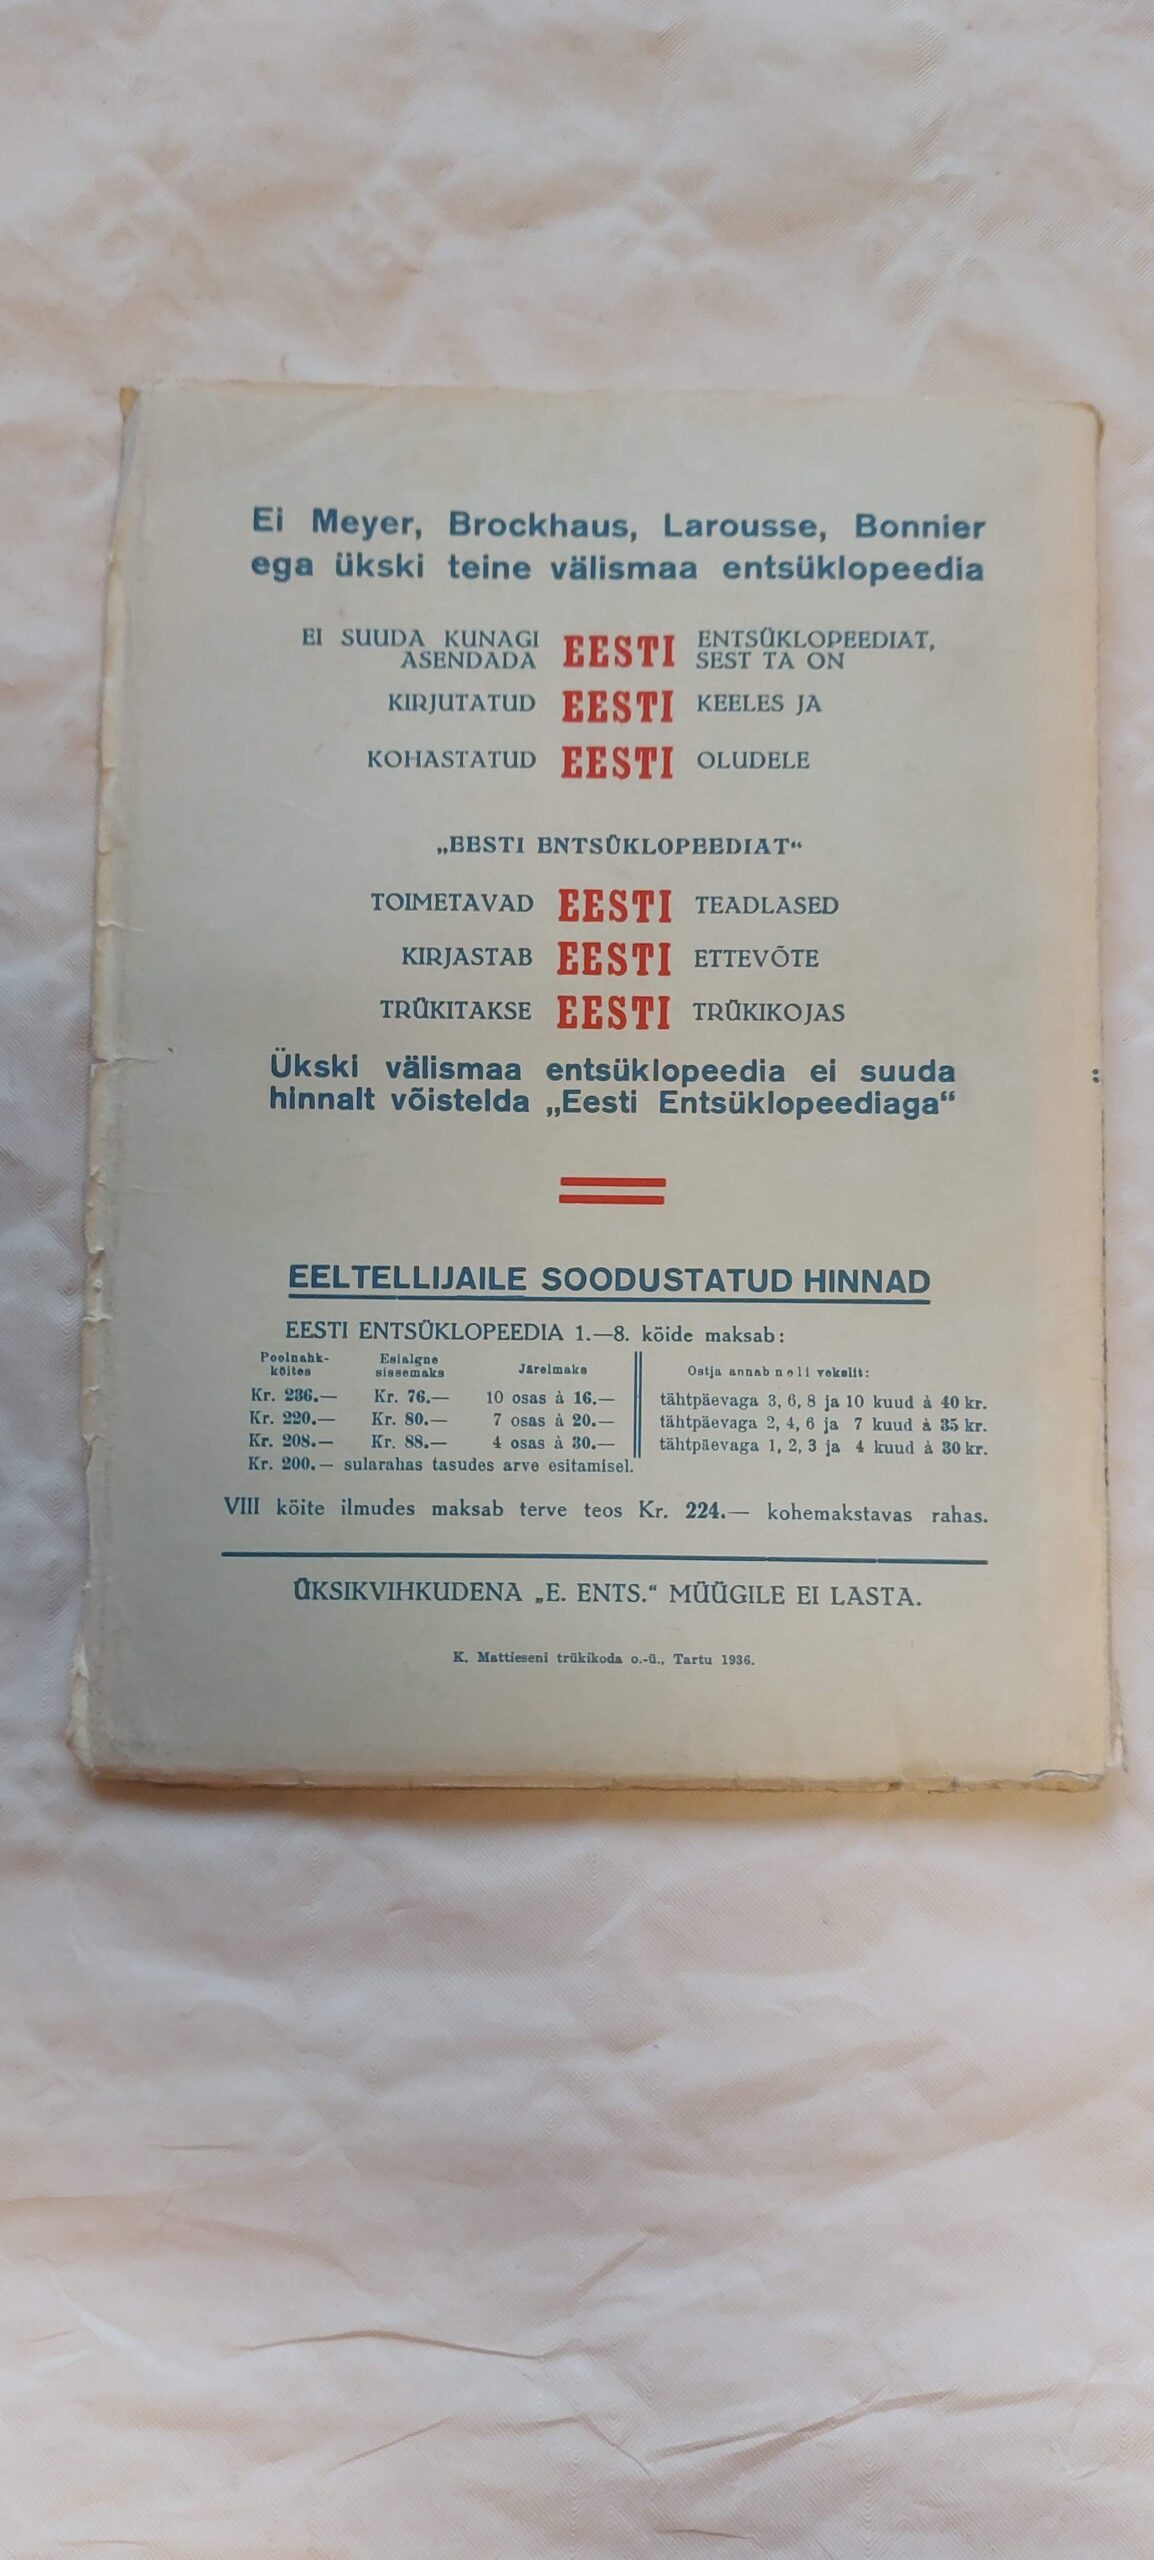 Ei Meyer, Brockhaus, Larousse, Bonnier
ega ükski teine välismaa entsüklopeedia
EI SUUDA KUNAGI ASENDADA EESTI ENTSÜKLOPEEDIAT, SEST TA ON
KIRJUTATUD EESTI KEELES JA
KOHASTATUD EESTI OLUDELE
„EESTI ENTSÜKLOPEEDIAT“
TOIMETAVAD EESTI TEADLASED
KIRJASTAB EESTI ETTEVÕTE
TRÜKITAKSE EESTI TRÜKIKOJAS
Ükski välismaa entsüklopeedia ei suuda
hinnalt võistelda „Eesti Entsüklopeediaga“
EELTELLIJAILE SOODUSTATUD HINNAD
EESTI ENTSÜKLOPEEDIA 1.—8. köide maksab:
Poolnahk-köites Esialgne sissemaks Järelmaks Ostja annab neli vekslit:
Kr. 236.— Kr. 76.— 10 osas à 16.— tähtpäevaga 3, 6, 8 ja 10 kuud à 40 kr.
Kr. 220.— Kr. 80.— 7 osas à 20.— tähtpäevaga 2, 4, 6 ja 7 kuud à 35 kr.
Kr. 208.— Kr. 88.— 4 osas à 30.— tähtpäevaga 1, 2, 3 ja 4 kuud à 30 kr.
Kr. 200.— sularahas tasudes arve esitamisel.
VIII köite ilmudes maksab terve teos Kr. 224.— kohemakstavas rahas.
ÜKSIKVIHKUDENA „E. ENTS.“ MÜÜGILE EI LASTA.
K. Mattieseni trükikoda o.-ü., Tartu 1936.